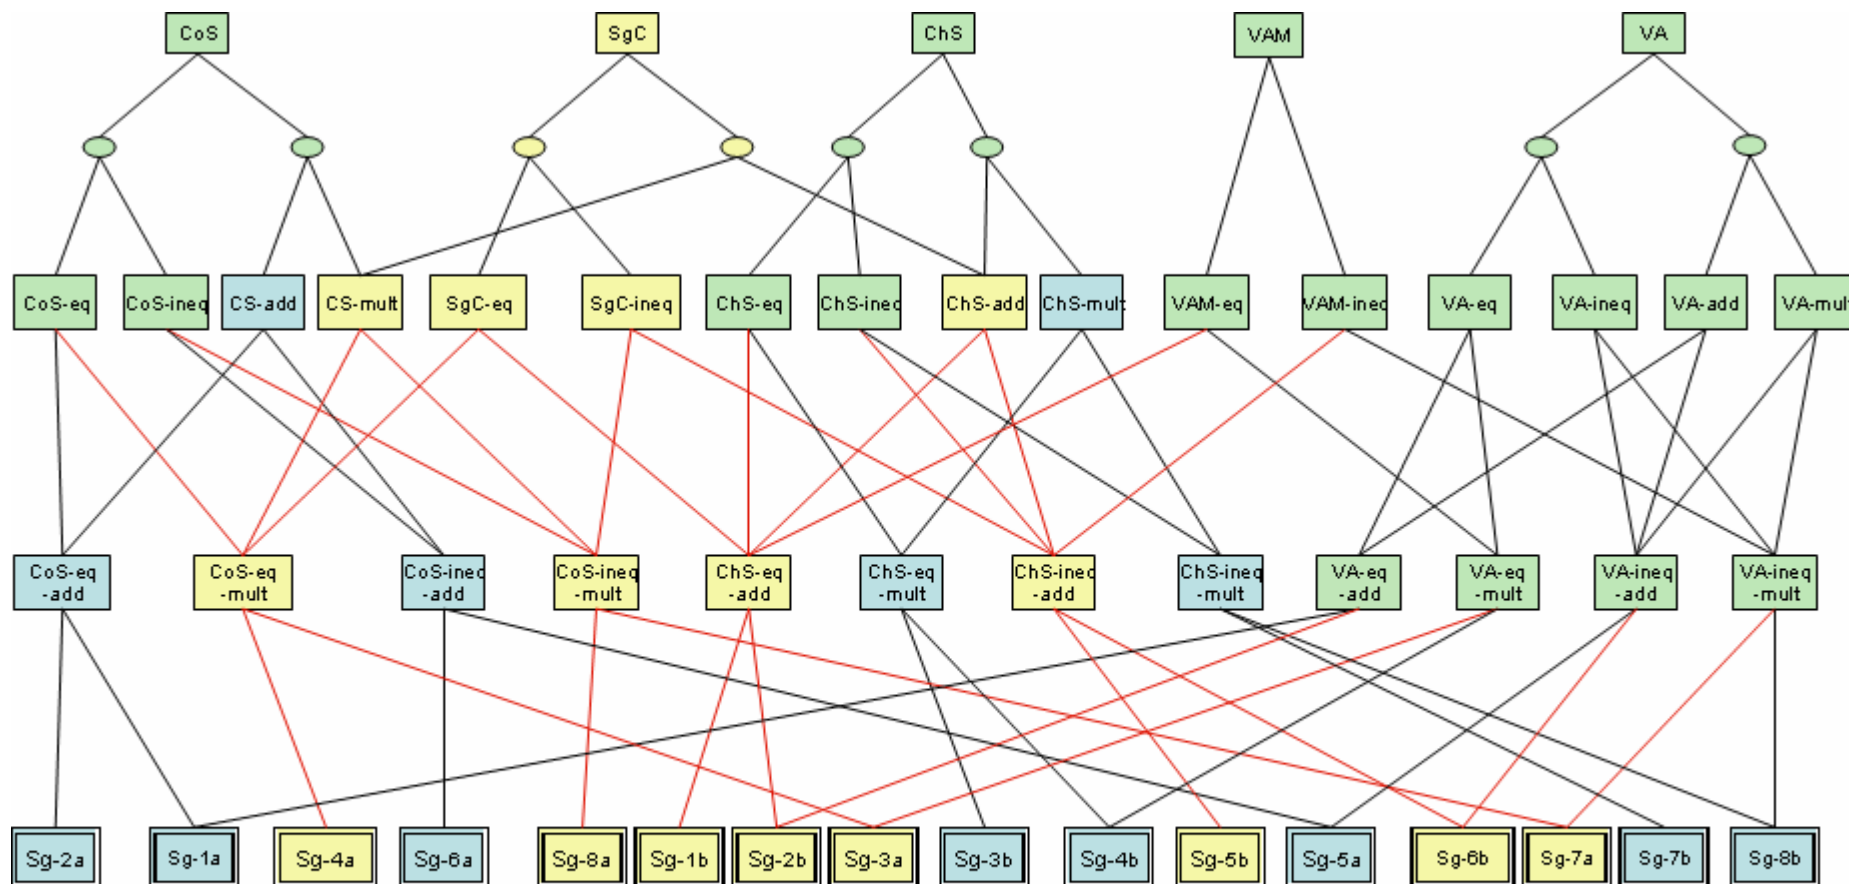 CoS
SgC
ChS
VAM
VA
CoS-eq
CoS-ineq
CS-add
CS-mult
SgC-eq
SgC-ineq
ChS-eq
ChS-ineq
ChS-add
ChS-mult
VAM-eq
VAM-ineq
VA-eq
VA-ineq
VA-add
VA-mult
CoS-eq
-add
CoS-eq
-mult
CoS-ineq
-add
CoS-ineq
-mult
ChS-eq
-add
ChS-eq
-mult
ChS-ineq
-add
ChS-ineq
-mult
VA-eq
-add
VA-eq
-mult
VA-ineq
-add
VA-ineq
-mult
Sg-2a
Sg-1a
Sg-4a
Sg-6a
Sg-8a
Sg-1b
Sg-2b
Sg-3a
Sg-3b
Sg-4b
Sg-5b
Sg-5a
Sg-6b
Sg-7a
Sg-7b
Sg-8b